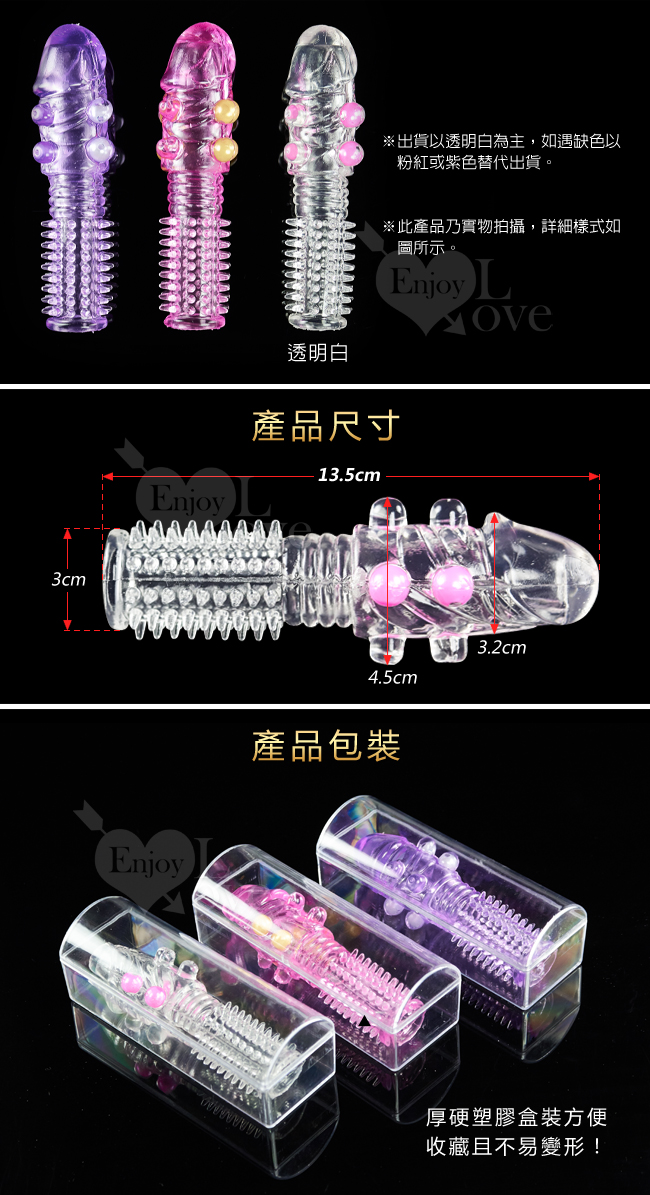 ※出貨以透明白為主，如遇缺色以
粉紅或紫色替代出貨。
※此產品乃實物拍攝，詳細樣式如
圖所示。
Enjoy Love
透明白
產品尺寸
Enjoy Love
13.5cm
3cm
3.2cm
4.5cm
產品包裝
Enjoy L
厚硬塑膠盒裝方便
收藏且不易變形！